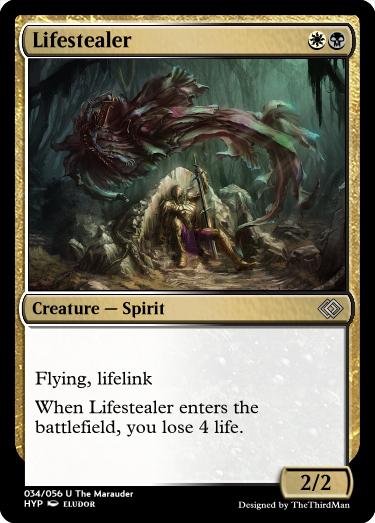 Lifestealer
Creature — Spirit
Flying, lifelink
When Lifestealer enters the
battlefield, you lose 4 life.
2/2
034/056 U The Marauder
HYP ELUDOR
Designed by TheThirdMan